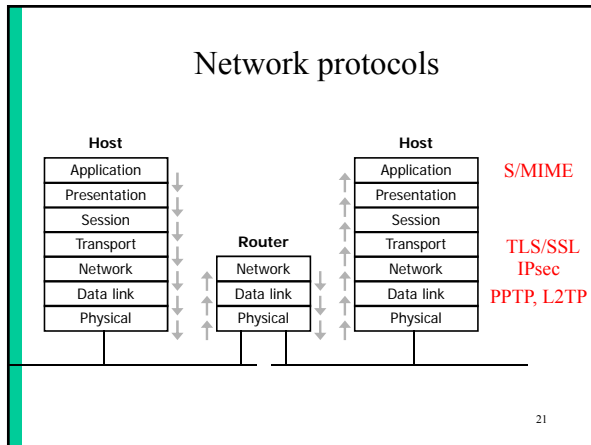 Network protocols
Host
Application
Presentation
Session
Transport
Network
Data link
Physical
Router
Network
Data link
Physical
Host
Application
Presentation
Session
Transport
Network
Data link
Physical
S/MIME
TLS/SSL
IPsec
PPTP, L2TP
21